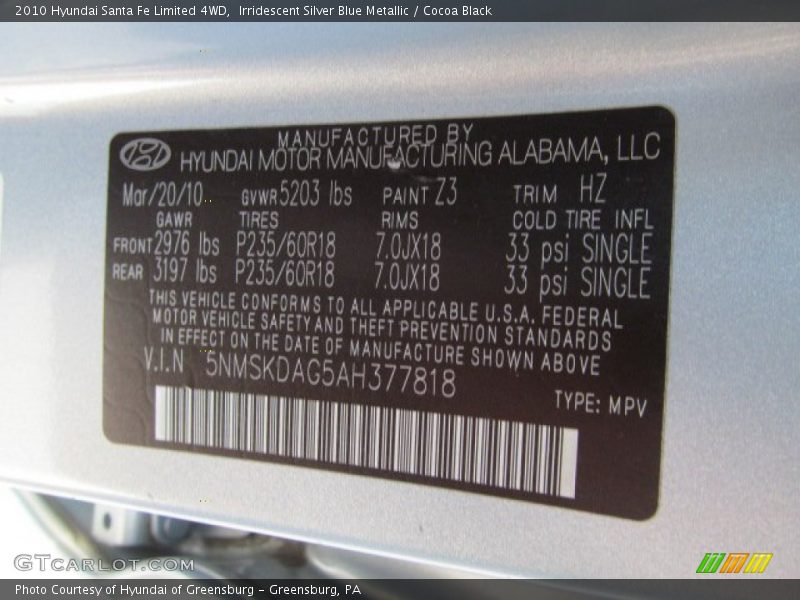 2010 Hyundai Santa Fe Limited 4WD,  Irridescent Silver Blue Metallic / Cocoa Black
MANUFACTURED BY
HYUNDAI MOTOR MANUFACTURING ALABAMA, LLC
Mar/20/10 GVWR 5203 lbs PAINT Z3 TRIM HZ
GAWR TIRES RIMS COLD TIRE INFL
FRONT 2976 lbs P235/60R18 7.0JX18 33 psi SINGLE
REAR 3197 lbs P235/60R18 7.0JX18 33 psi SINGLE
THIS VEHICLE CONFORMS TO ALL APPLICABLE U.S.A. FEDERAL
MOTOR VEHICLE SAFETY AND THEFT PREVENTION STANDARDS
IN EFFECT ON THE DATE OF MANUFACTURE SHOWN ABOVE
V.I.N 5NMSKDAG5AH377818
TYPE: MPV
GTCARLOT.COM
Photo Courtesy of Hyundai of Greensburg - Greensburg, PA